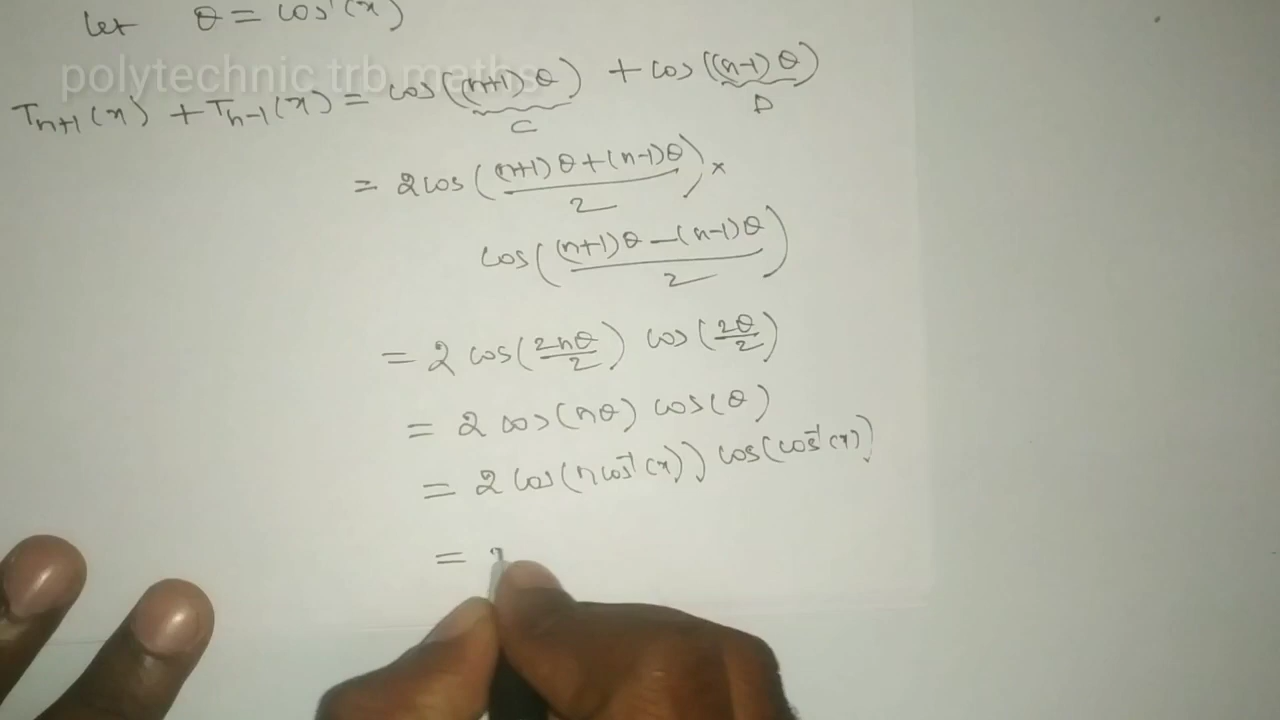 let θ = cos⁻¹(x)
polytechnic trb maths
Tn+1(x) + Tn-1(x) = cos((n+1)θ) + cos((n-1)θ)
C D
= 2cos((n+1)θ+(n-1)θ/2) ×
cos((n+1)θ-(n-1)θ/2)
= 2 cos(2nθ/2) cos(2θ/2)
= 2 cos(nθ) cos(θ)
= 2 cos(n cos⁻¹(x)) cos(cos⁻¹(x))
=